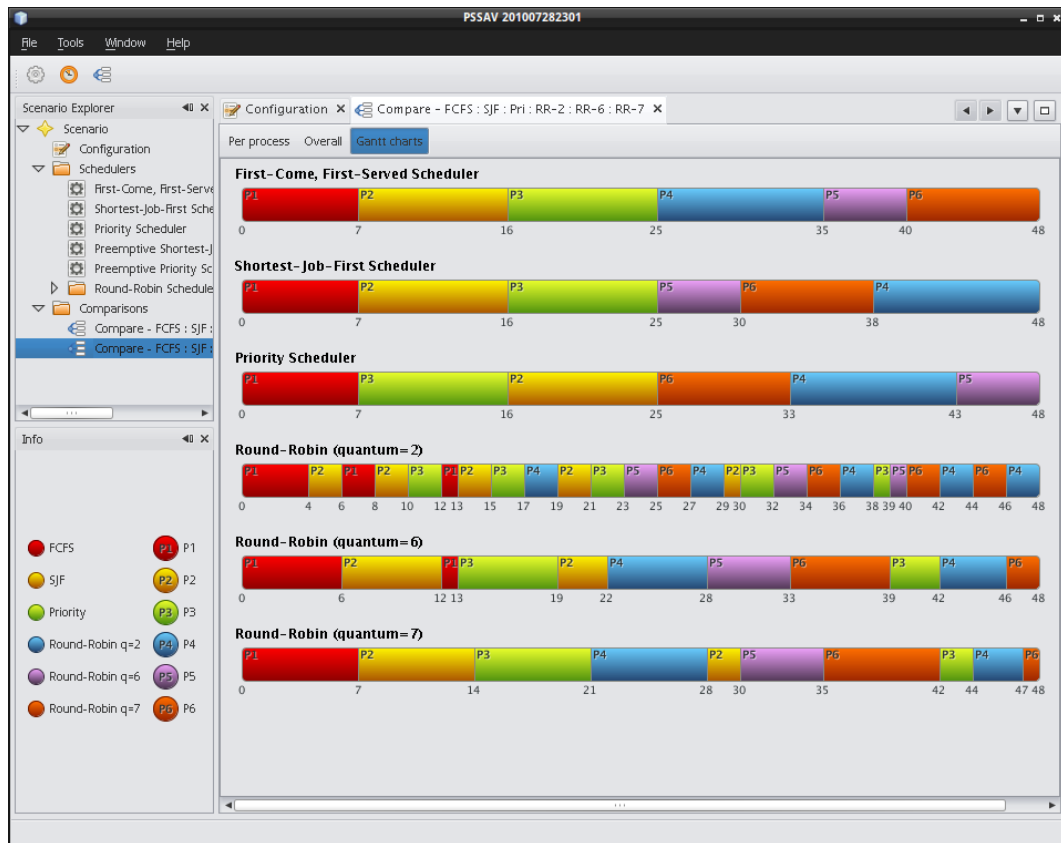 PSSAV 201007282301
File Tools Window Help
Scenario Explorer
Scenario
Configuration
Schedulers
First-Come, First-Serve
Shortest-Job-First Sche
Priority Scheduler
Preemptive Shortest-J
Preemptive Priority Sc
Round-Robin Schedule
Comparisons
Compare - FCFS : SJF :
Compare - FCFS : SJF :
Info
FCFS P1 P1
SJF P2 P2
Priority P3 P3
Round-Robin q=2 P4 P4
Round-Robin q=6 P5 P5
Round-Robin q=7 P6 P6
Configuration Compare - FCFS : SJF : Pri : RR-2 : RR-6 : RR-7
Per process Overall Gantt charts
First-Come, First-Served Scheduler
P1 P2 P3 P4 P5 P6
0 7 16 25 35 40 48
Shortest-Job-First Scheduler
P1 P2 P3 P5 P6 P4
0 7 16 25 30 38 48
Priority Scheduler
P1 P3 P2 P6 P4 P5
0 7 16 25 33 43 48
Round-Robin (quantum=2)
P1 P2 P1 P2 P3 P1 P2 P3 P4 P2 P3 P5 P6 P4 P2 P3 P5 P6 P4 P3 P5 P6 P4 P6 P4
0 4 6 8 10 12 13 15 17 19 21 23 25 27 29 30 32 34 36 38 39 40 42 44 46 48
Round-Robin (quantum=6)
P1 P2 P1 P3 P2 P4 P5 P6 P3 P4 P6
0 6 12 13 19 22 28 33 39 42 46 48
Round-Robin (quantum=7)
P1 P2 P3 P4 P2 P5 P6 P3 P4 P6
0 7 14 21 28 30 35 42 44 47 48